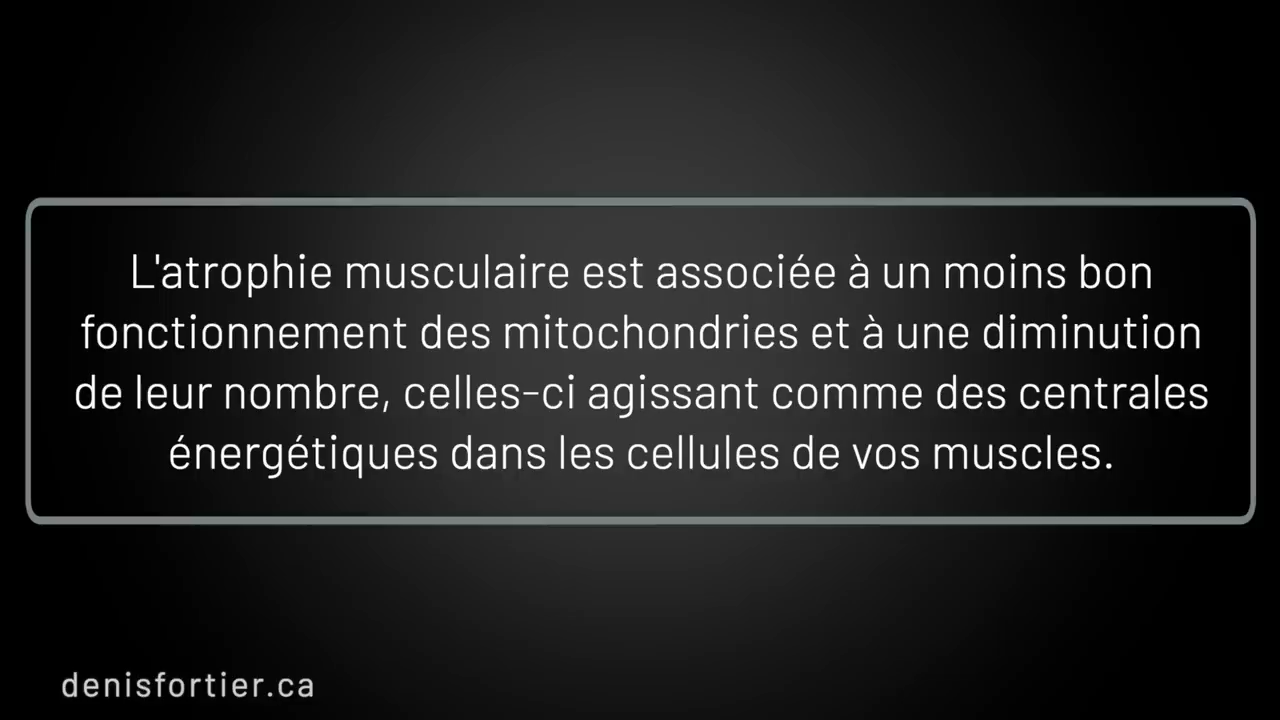 L'atrophie musculaire est associée à un moins bon
fonctionnement des mitochondries et à une diminution
de leur nombre, celles-ci agissant comme des centrales
énergétiques dans les cellules de vos muscles.
denisfortier.ca